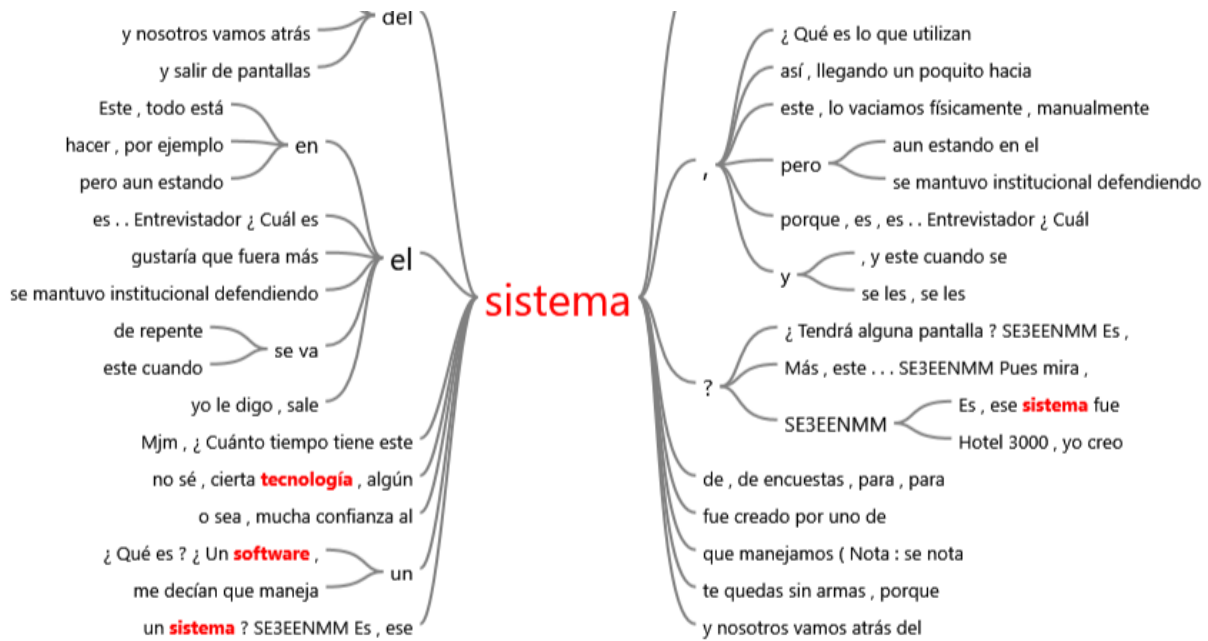 del
y nosotros vamos atrás
y salir de pantallas
Este , todo está
hacer , por ejemplo
pero aun estando
en
es . . Entrevistador ¿ Cuál es
gustaría que fuera más
se mantuvo institucional defendiendo
de repente
este cuando
se va
yo le digo , sale
el
Mjm , ¿ Cuánto tiempo tiene este
no sé , cierta tecnología , algún
o sea , mucha confianza al
¿ Qué es ? ¿ Un software ,
me decían que maneja
un
un sistema ? SE3EENMM Es , ese
sistema
,
¿ Qué es lo que utilizan
así , llegando un poquito hacia
este , lo vaciamos físicamente , manualmente
pero
aun estando en el
se mantuvo institucional defendiendo
porque , es , es . . Entrevistador ¿ Cuál
y
, y este cuando se
se les , se les
?
¿ Tendrá alguna pantalla ? SE3EENMM Es ,
Más , este . . . SE3EENMM Pues mira ,
SE3EENMM
Es , ese sistema fue
Hotel 3000 , yo creo
de , de encuestas , para , para
fue creado por uno de
que manejamos ( Nota : se nota
te quedas sin armas , porque
y nosotros vamos atrás del